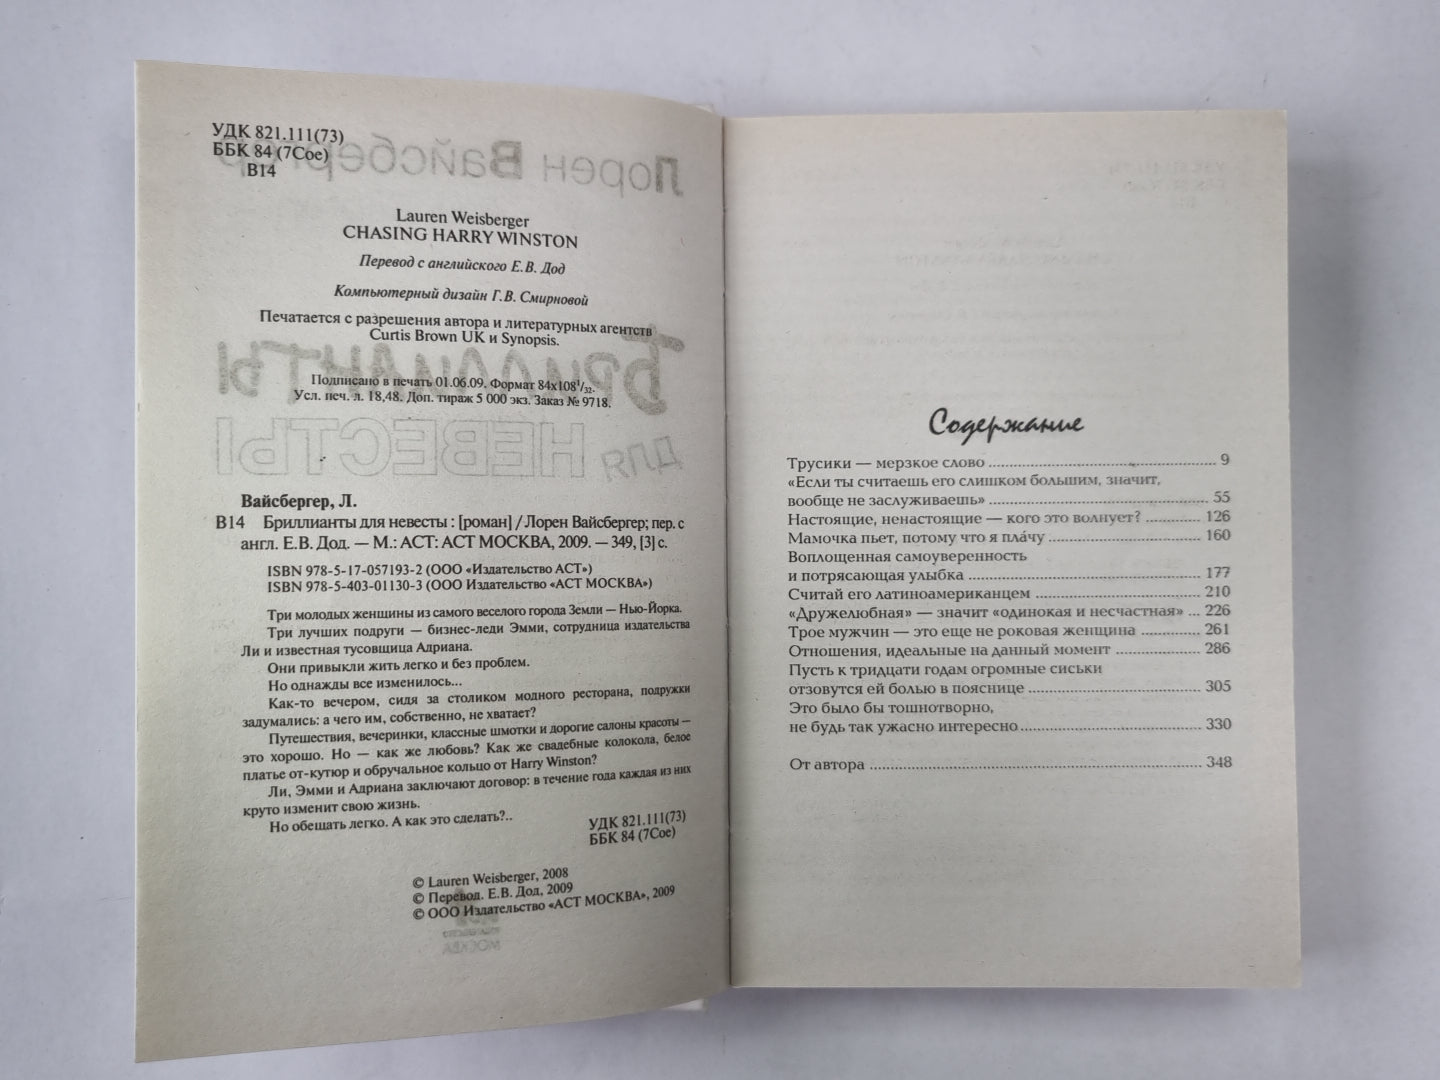 УДК 821.111(73)
ББК 84 (7Сое)
В14
Lauren Weisberger
CHASING HARRY WINSTON
Перевод с английского Е.В. Дод
Компьютерный дизайн Г.В. Смирновой
Печатается с разрешения автора и литературных агентств
Curtis Brown UK и Synopsis.
Подписано в печать 01.06.09. Формат 84x108 1/32.
Усл. печ. л. 18,48. Доп. тираж 5 000 экз. Заказ № 9718.
Вайсбергер, Л.
В14 Бриллианты для невесты : [роман] / Лорен Вайсбергер; пер. с
англ. Е.В. Дод. — М.: АСТ: АСТ МОСКВА, 2009. — 349, [3] с.
ISBN 978-5-17-057193-2 (ООО «Издательство АСТ»)
ISBN 978-5-403-01130-3 (ООО Издательство «АСТ МОСКВА»)
Три молодых женщины из самого веселого города Земли — Нью-Йорка.
Три лучших подруги — бизнес-леди Эмми, сотрудница издательства
Ли и известная тусовщица Адриана.
Они привыкли жить легко и без проблем.
Но однажды все изменилось...
Как-то вечером, сидя за столиком модного ресторана, подружки
задумались: а чего им, собственно, не хватает?
Путешествия, вечеринки, классные шмотки и дорогие салоны красоты —
это хорошо. Но — как же любовь? Как же свадебные колокола, белое
платье от-кутюр и обручальное кольцо от Harry Winston?
Ли, Эмми и Адриана заключают договор: в течение года каждая из них
круто изменит свою жизнь.
Но обещать легко. А как это сделать?..
УДК 821.111(73)
ББК 84 (7Сое)
© Lauren Weisberger, 2008
© Перевод. Е.В. Дод, 2009
© ООО Издательство «АСТ МОСКВА», 2009
Содержание
Трусики — мерзкое слово ........ 9
«Если ты считаешь его слишком большим, значит,
вообще не заслуживаешь» ........ 55
Настоящие, ненастоящие — кого это волнует? ........ 126
Мамочка пьет, потому что я пла́чу ........ 160
Воплощенная самоуверенность
и потрясающая улыбка ........ 177
Считай его латиноамериканцем ........ 210
«Дружелюбная» — значит «одинокая и несчастная» ... 226
Трое мужчин — это еще не роковая женщина ........ 261
Отношения, идеальные на данный момент ........ 286
Пусть к тридцати годам огромные сиськи
отзовутся ей болью в пояснице ........ 305
Это было бы тошнотворно,
не будь так ужасно интересно ........ 330
От автора ........ 348